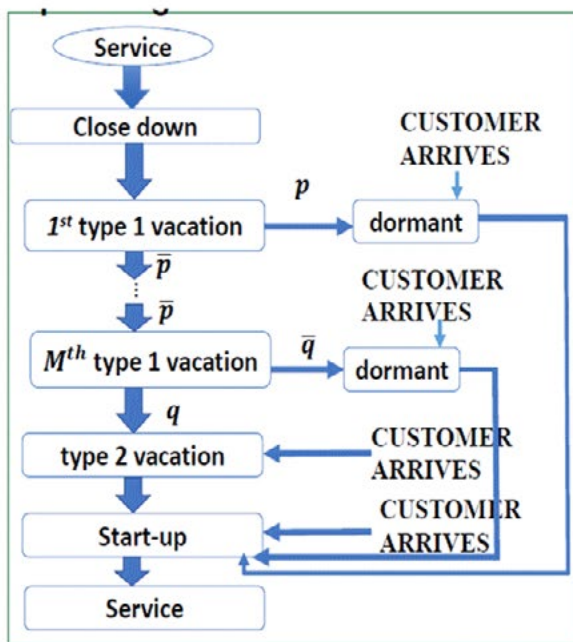 Service
Close down
CUSTOMER
ARRIVES
p
1st type 1 vacation
dormant
p̅
p̅
CUSTOMER
ARRIVES
q̅
Mth type 1 vacation
dormant
q
type 2 vacation
CUSTOMER
ARRIVES
Start-up
CUSTOMER
ARRIVES
Service